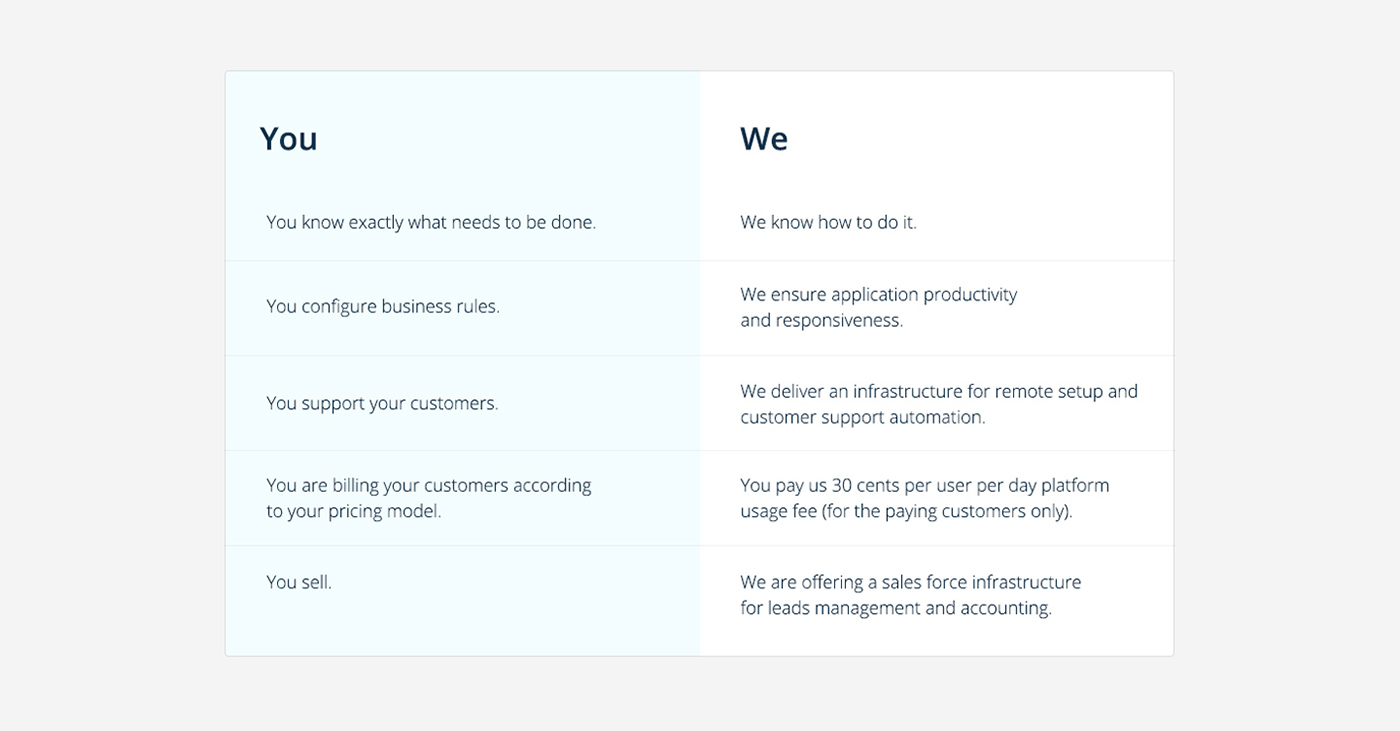 You
We
You know exactly what needs to be done.
We know how to do it.
You configure business rules.
We ensure application productivity
and responsiveness.
You support your customers.
We deliver an infrastructure for remote setup and
customer support automation.
You are billing your customers according
to your pricing model.
You pay us 30 cents per user per day platform
usage fee (for the paying customers only).
You sell.
We are offering a sales force infrastructure
for leads management and accounting.